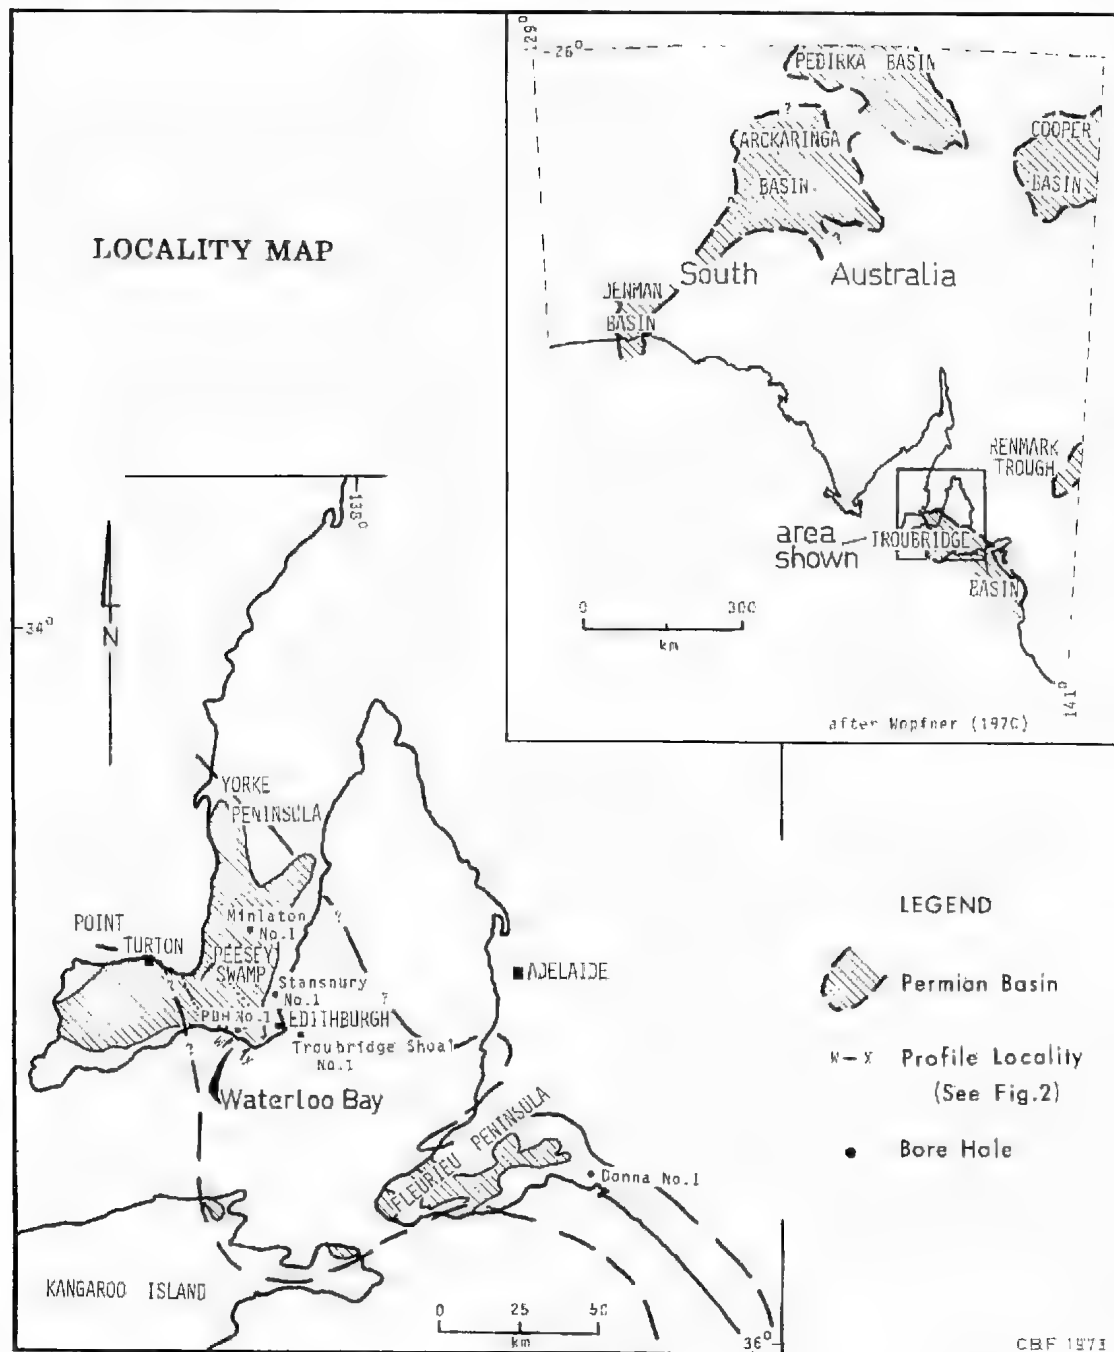 LOCALITY MAP
129°
26°
PEDIRKA BASIN
?
ARCKARINGA
BASIN
COOPER
BASIN
?
South Australia
DENMAN
BASIN
RENMARK
TROUGH
area
shown
TROUBRIDGE
BASIN
0 300
km
141°
after Wopfner (1970)
138°
34°
N
YORKE
PENINSULA
Minlaton
No.1
POINT
TURTON
PEESEY
SWAMP
?
?
ADELAIDE
Stansbury
No.1
?
PDH No.1
EDITHBURGH
?
Troubridge Shoal
No.1
Waterloo Bay
FLEURIEU PENINSULA
Donna No.1
KANGAROO ISLAND
0 25 50
km
36°
LEGEND
Permian Basin
W-X Profile Locality
(See Fig.2)
Bore Hole
CBF 1973